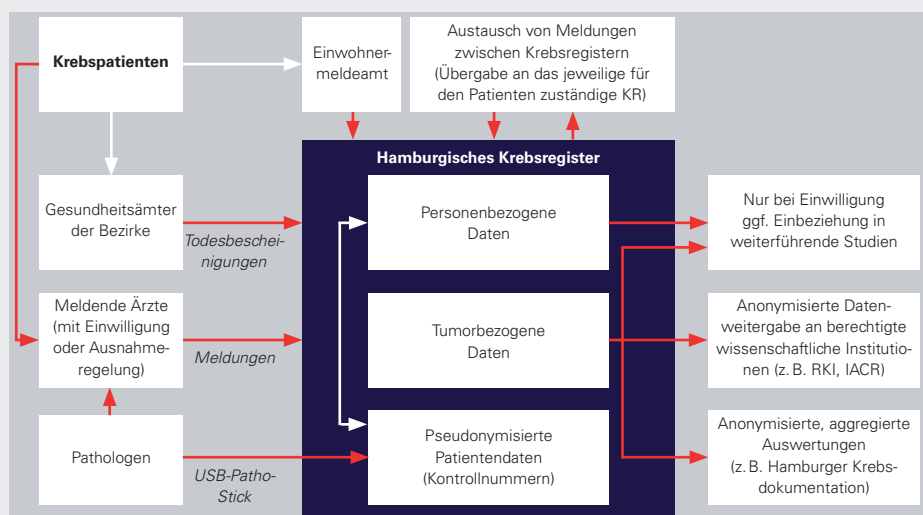 Krebspatienten
Einwohner-
meldeamt
Austausch von Meldungen
zwischen Krebsregistern
(Übergabe an das jeweilige für
den Patienten zuständige KR)
Hamburgisches Krebsregister
Gesundheitsämter
der Bezirke
Todesbeschei-
nigungen
Personenbezogene
Daten
Nur bei Einwilligung
ggf. Einbeziehung in
weiterführende Studien
Meldende Ärzte
(mit Einwilligung
oder Ausnahme-
regelung)
Meldungen
Tumorbezogene
Daten
Anonymisierte Daten-
weitergabe an berechtigte
wissenschaftliche Institutio-
nen (z. B. RKI, IACR)
Pathologen
USB-Patho-
Stick
Pseudonymisierte
Patientendaten
(Kontrollnummern)
Anonymisierte, aggregierte
Auswertungen
(z. B. Hamburger Krebs-
dokumentation)